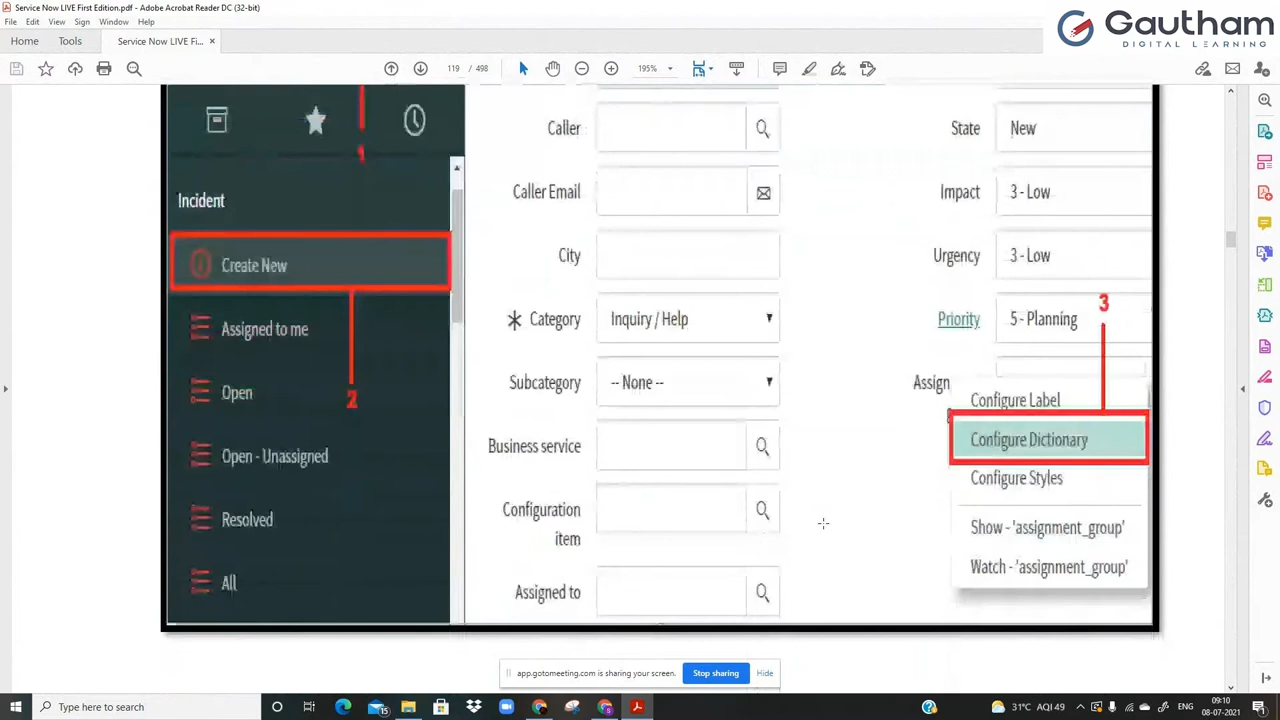 Service Now LIVE First Edition.pdf - Adobe Acrobat Reader DC (32-bit)
File Edit View Sign Window Help
Home Tools Service Now LIVE Fi... ×
Gautham
DIGITAL LEARNING
119 / 498 195%
1
Incident
Create New
Assigned to me
Open
Open - Unassigned
Resolved
All
2
Caller
Caller Email
City
Category Inquiry / Help
Subcategory -- None --
Business service
Configuration
item
Assigned to
State New
Impact 3 - Low
Urgency 3 - Low
3
Priority 5 - Planning
Assign
Configure Label
Configure Dictionary
Configure Styles
Show - 'assignment_group'
Watch - 'assignment_group'
app.gotomeeting.com is sharing your screen. Stop sharing Hide
Type here to search
15
31°C AQI 49
ENG
09:10
08-07-2021
1